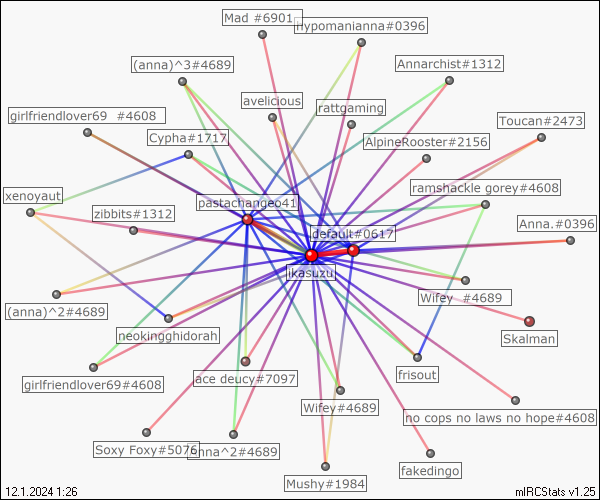 Mad #6901
hypomanianna#0396
(anna)^3#4689
Annarchist#1312
avelicious
rattgaming
girlfriendlover69 #4608
Toucan#2473
Cypha#1717
AlpineRooster#2156
ramshackle gorey#4608
xenoyaut
pastachangeo41
zibbits#1312
Anna.#0396
default#0617
ikasuzu
Wifey #4689
(anna)^2#4689
neokingghidorah
Skalman
girlfriendlover69#4608
ace deucy#7097
frisout
Wifey#4689
no cops no laws no hope#4608
Soxy Foxy#5076
nna^2#4689
fakedingo
Mushy#1984
12.1.2024 1:26
mIRCStats v1.25